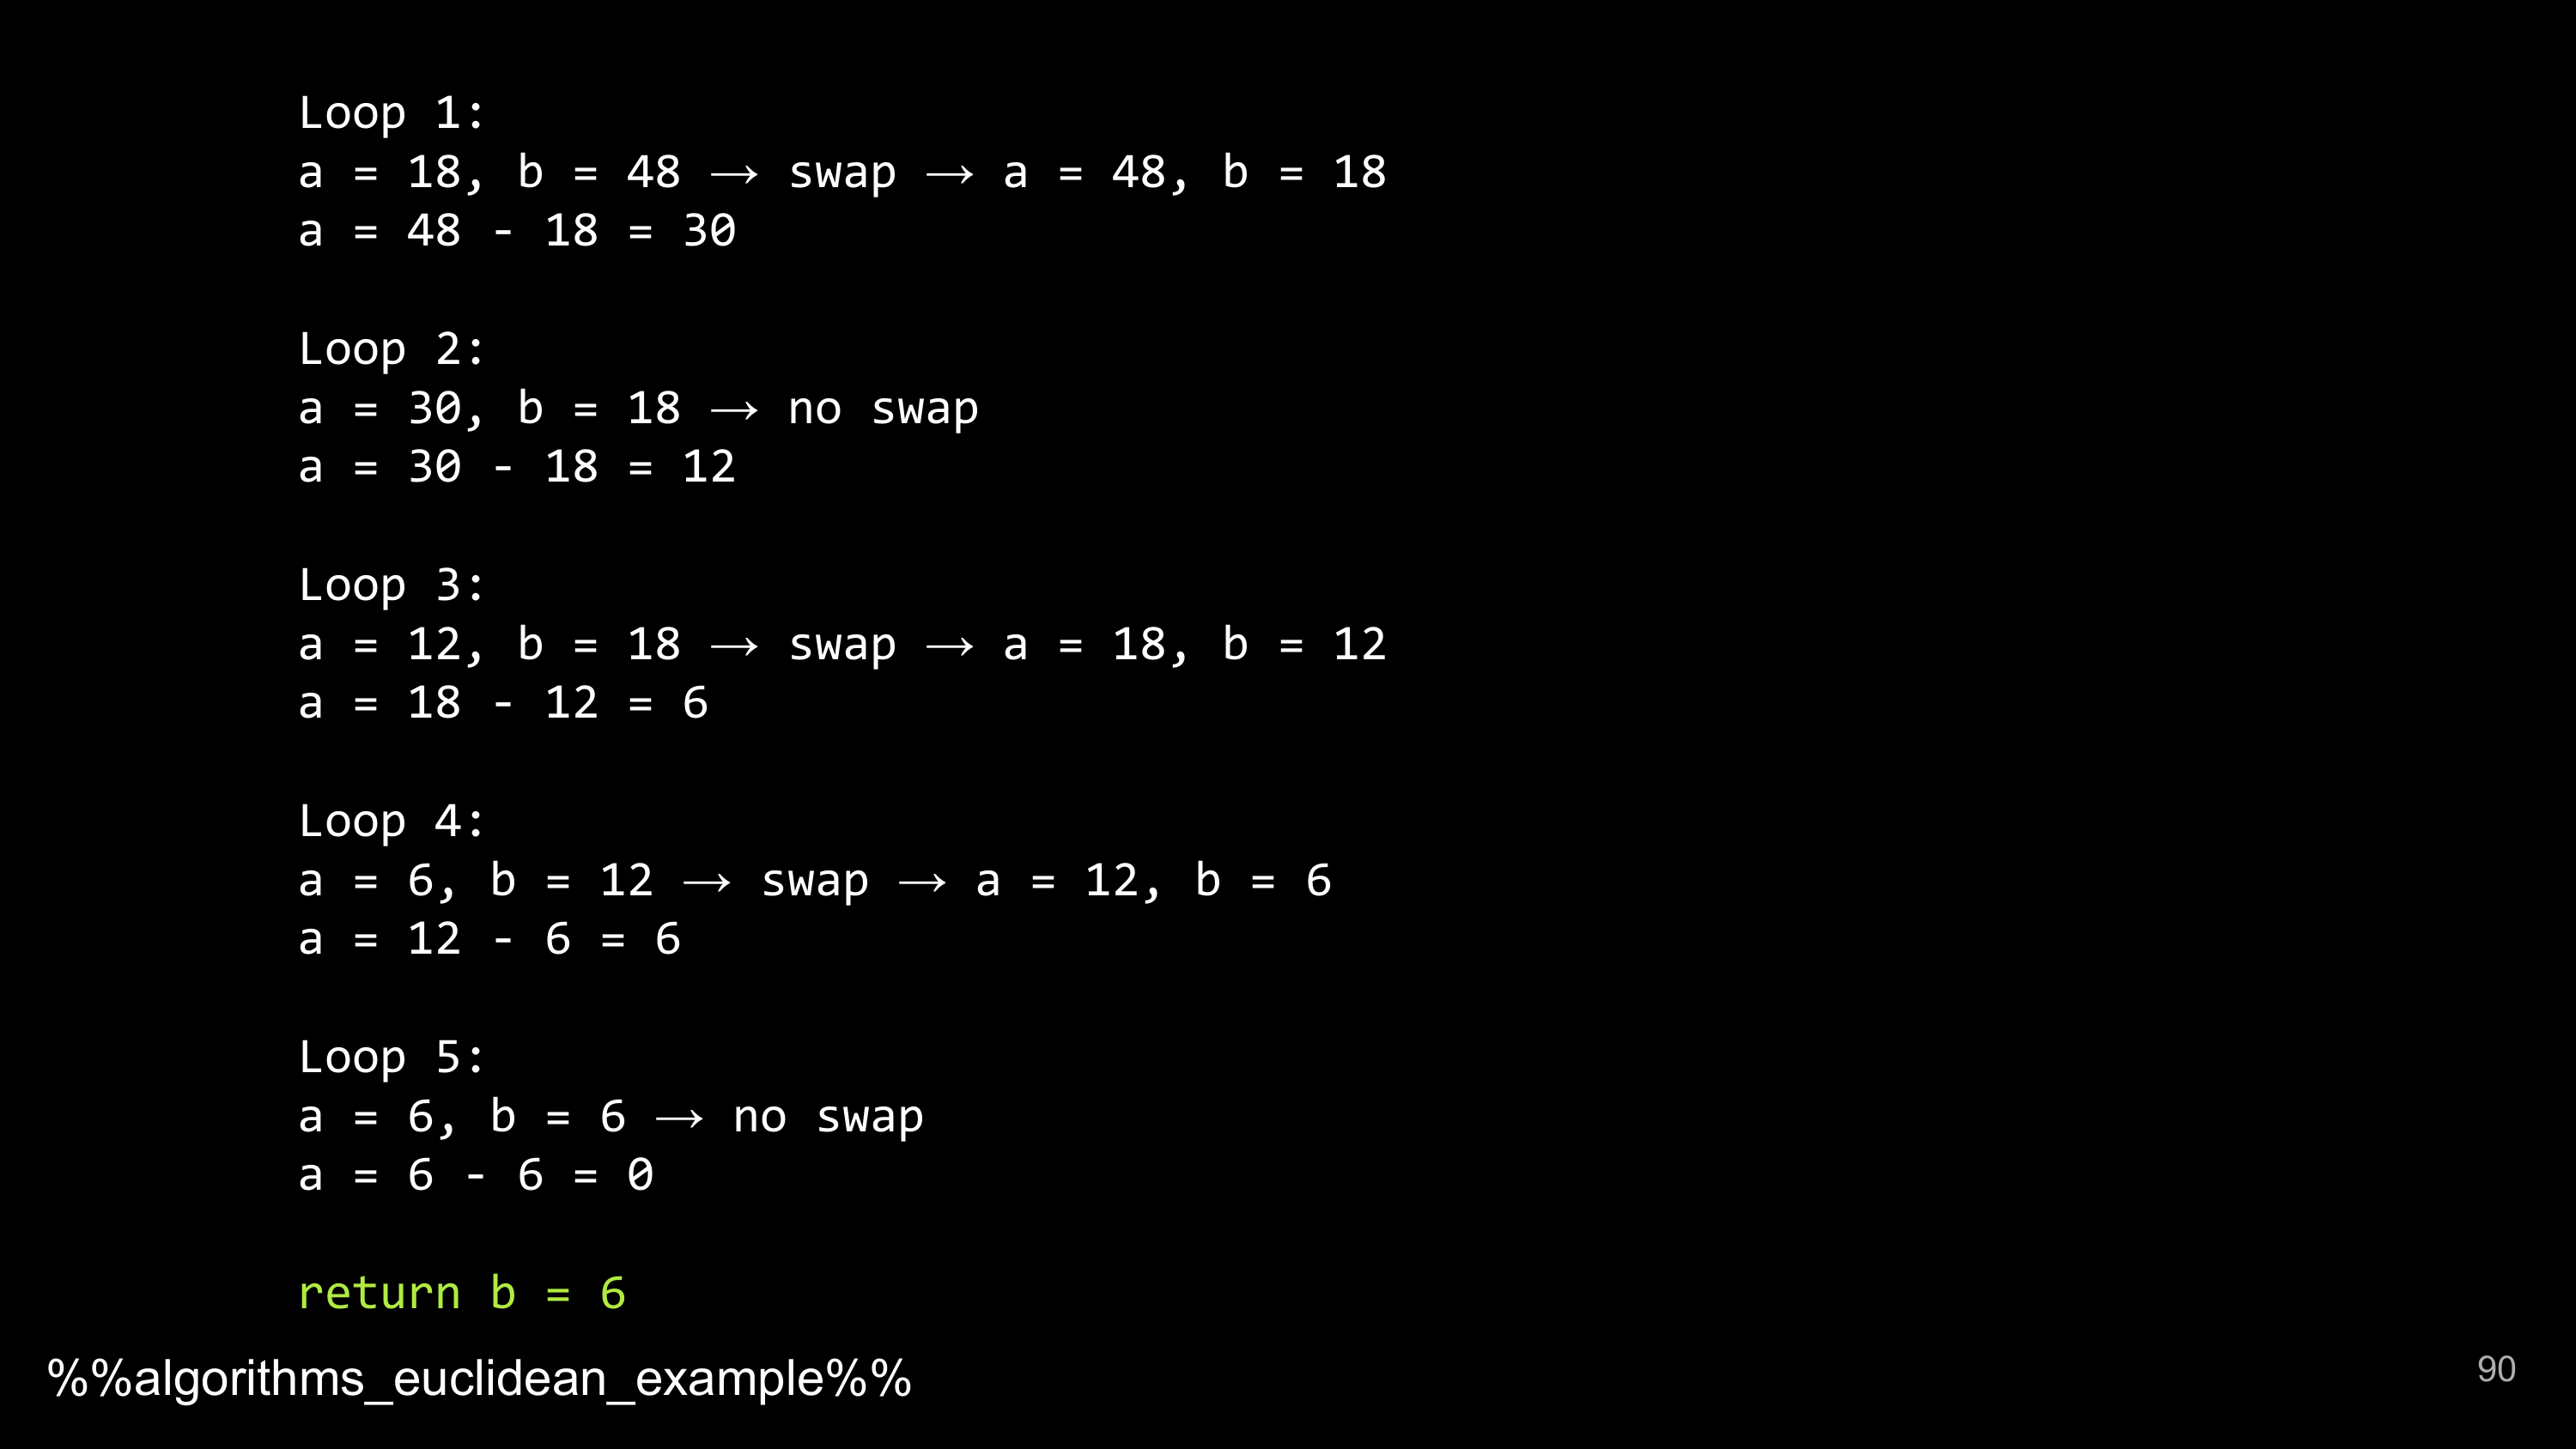 Loop 1:
a = 18, b = 48 → swap → a = 48, b = 18
a = 48 - 18 = 30
Loop 2:
a = 30, b = 18 → no swap
a = 30 - 18 = 12
Loop 3:
a = 12, b = 18 → swap → a = 18, b = 12
a = 18 - 12 = 6
Loop 4:
a = 6, b = 12 → swap → a = 12, b = 6
a = 12 - 6 = 6
Loop 5:
a = 6, b = 6 → no swap
a = 6 - 6 = 0
return b = 6
%%algorithms_euclidean_example%%
90